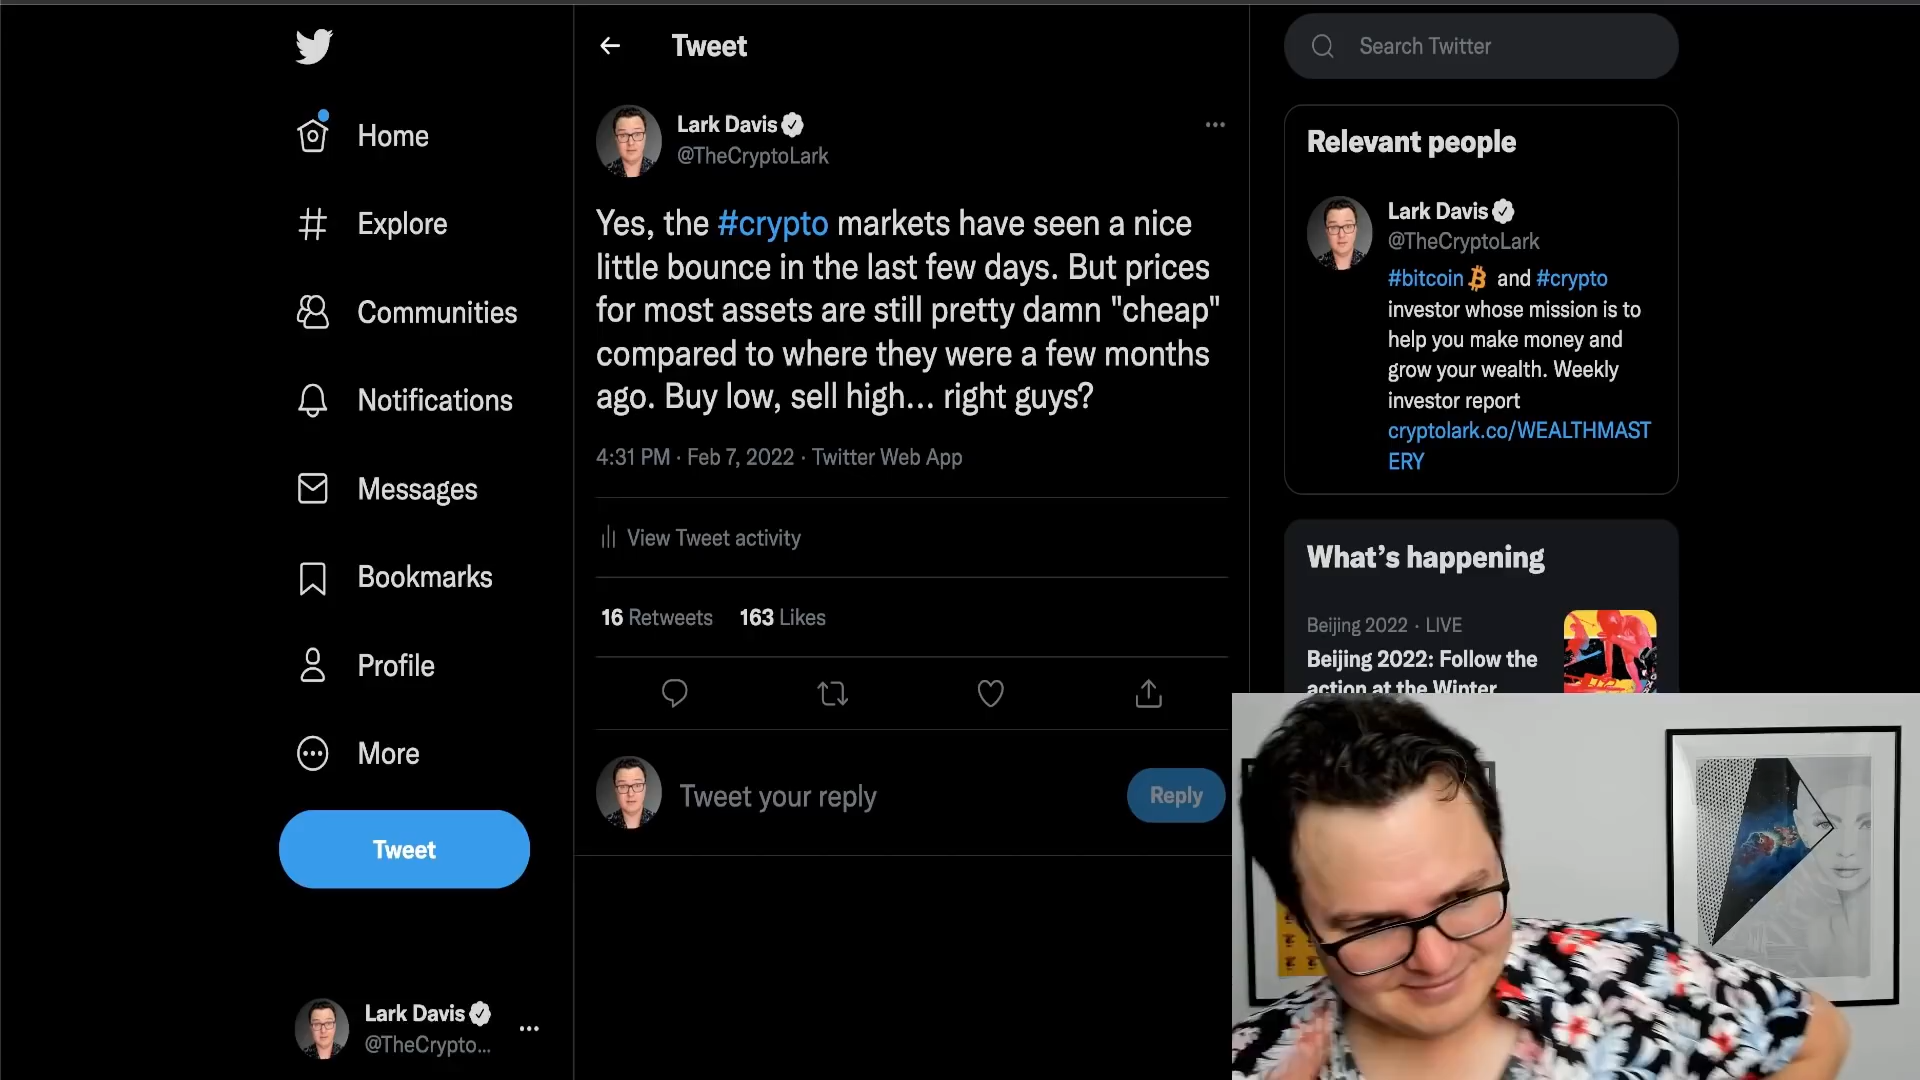 Home
Explore
Communities
Notifications
Messages
Bookmarks
Profile
More
Tweet
Lark Davis
@TheCrypto...
Tweet
Lark Davis
@TheCryptoLark
Yes, the #crypto markets have seen a nice
little bounce in the last few days. But prices
for most assets are still pretty damn "cheap"
compared to where they were a few months
ago. Buy low, sell high... right guys?
4:31 PM · Feb 7, 2022 · Twitter Web App
View Tweet activity
16 Retweets 163 Likes
Tweet your reply
Reply
Search Twitter
Relevant people
Lark Davis
@TheCryptoLark
#bitcoin and #crypto
investor whose mission is to
help you make money and
grow your wealth. Weekly
investor report
cryptolark.co/WEALTHMAST
ERY
What's happening
Beijing 2022 · LIVE
Beijing 2022: Follow the
action at the Winter